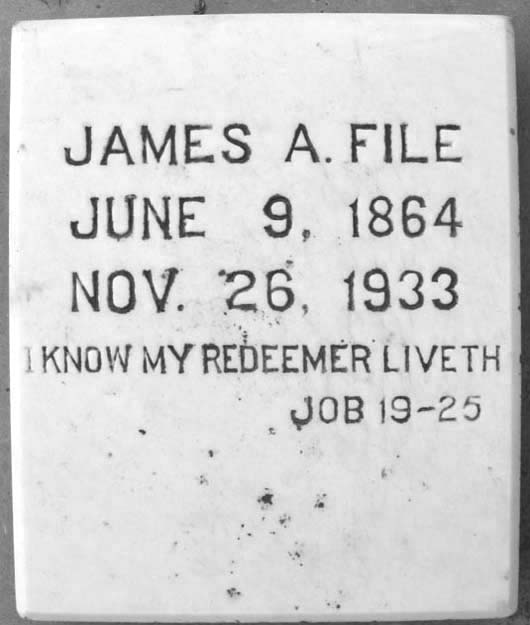 JAMES A. FILE
JUNE 9, 1864
NOV. 26, 1933
I KNOW MY REDEEMER LIVETH
JOB 19-25